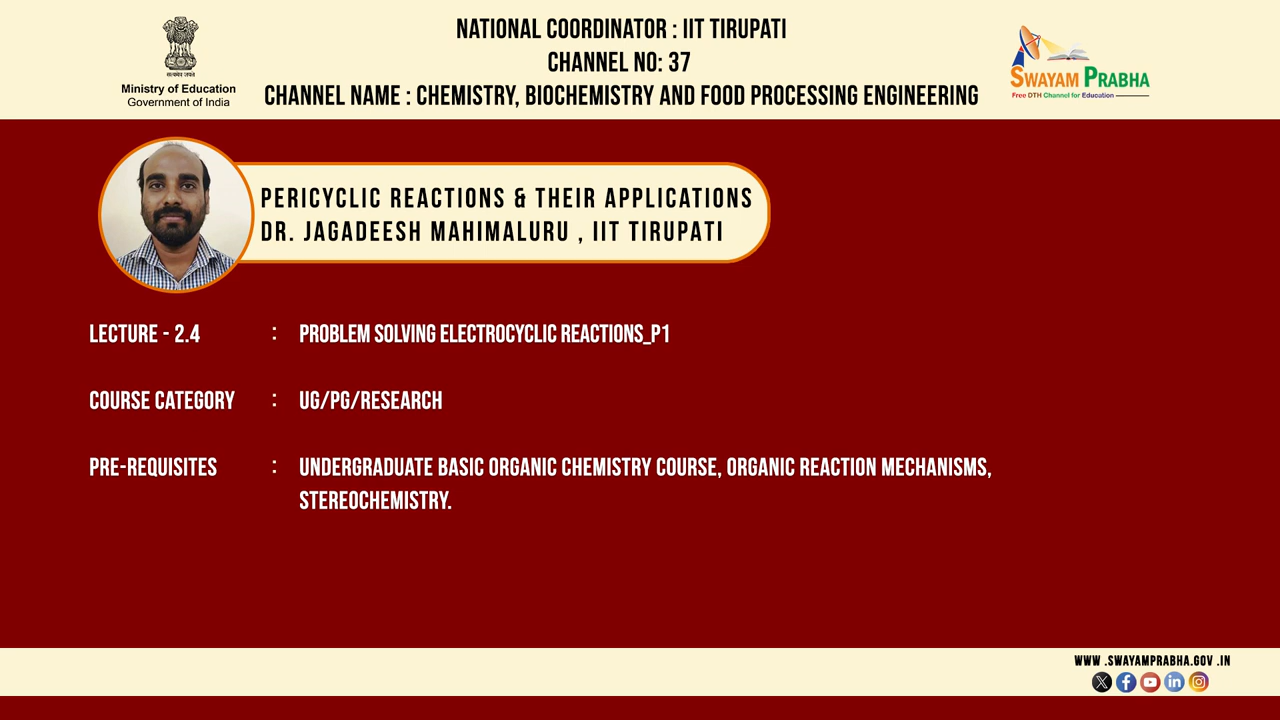 NATIONAL COORDINATOR : IIT TIRUPATI
CHANNEL NO: 37
CHANNEL NAME : CHEMISTRY, BIOCHEMISTRY AND FOOD PROCESSING ENGINEERING
सत्यमेव जयते
Ministry of Education
Government of India
SWAYAM PRABHA
Free DTH Channel for Education
PERICYCLIC REACTIONS & THEIR APPLICATIONS
DR. JAGADEESH MAHIMALURU , IIT TIRUPATI
LECTURE - 2.4 : PROBLEM SOLVING ELECTROCYCLIC REACTIONS_P1
COURSE CATEGORY : UG/PG/RESEARCH
PRE-REQUISITES : UNDERGRADUATE BASIC ORGANIC CHEMISTRY COURSE, ORGANIC REACTION MECHANISMS,
STEREOCHEMISTRY.
WWW .SWAYAMPRABHA.GOV .IN